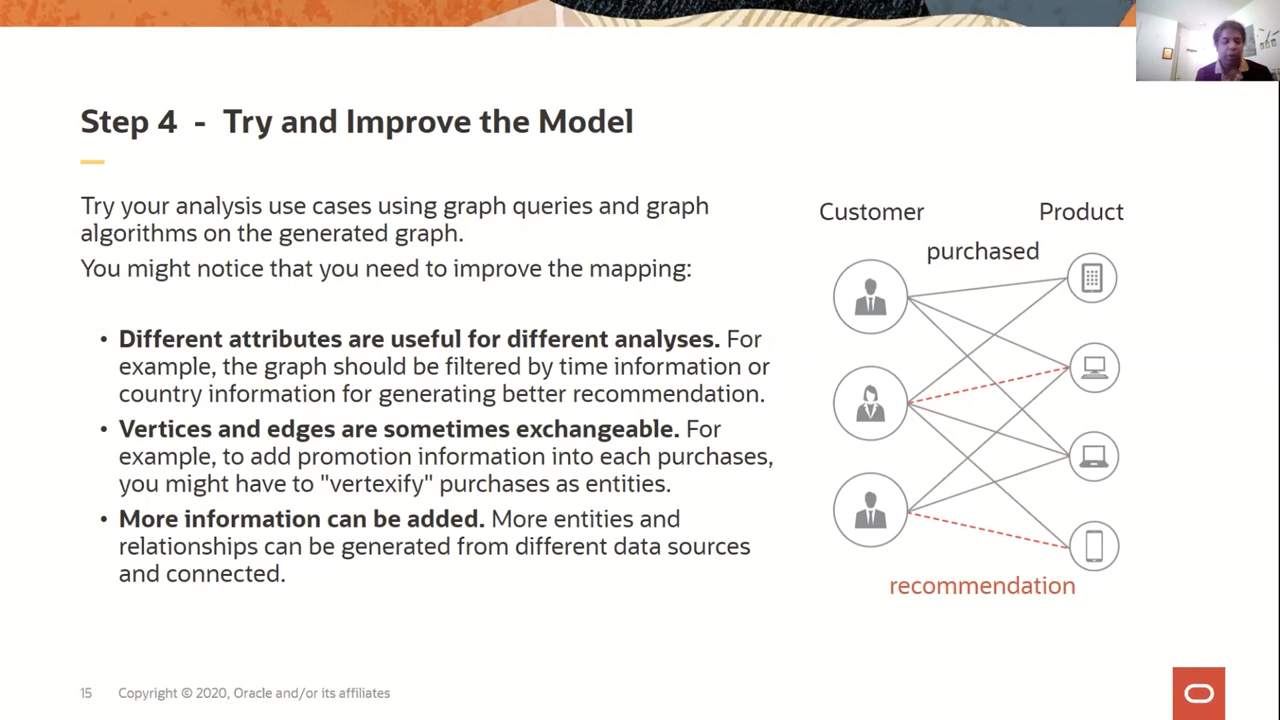 Step 4 - Try and Improve the Model
Try your analysis use cases using graph queries and graph
algorithms on the generated graph.
You might notice that you need to improve the mapping:
• Different attributes are useful for different analyses. For
example, the graph should be filtered by time information or
country information for generating better recommendation.
• Vertices and edges are sometimes exchangeable. For
example, to add promotion information into each purchases,
you might have to "vertexify" purchases as entities.
• More information can be added. More entities and
relationships can be generated from different data sources
and connected.
Customer
Product
purchased
recommendation
15 Copyright © 2020, Oracle and/or its affiliates